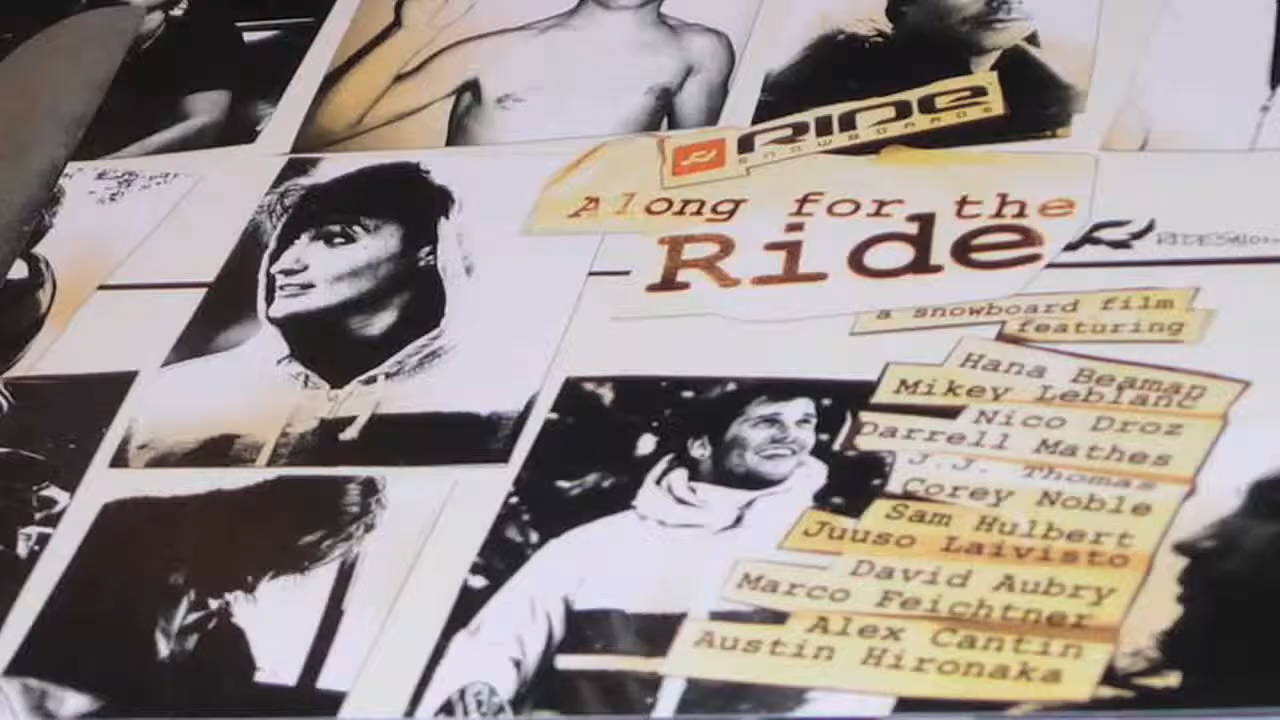 RIDE
SNOWBOARDS
Along for the
Ride
a snowboard film
featuring
Hana Beaman
Mikey Leblanc
Nico Droz
Darrell Mathes
J.J. Thomas
Corey Noble
Sam Hulbert
Juuso Laivisto
David Aubry
Marco Feichtner
Alex Cantin
Austin Hironaka